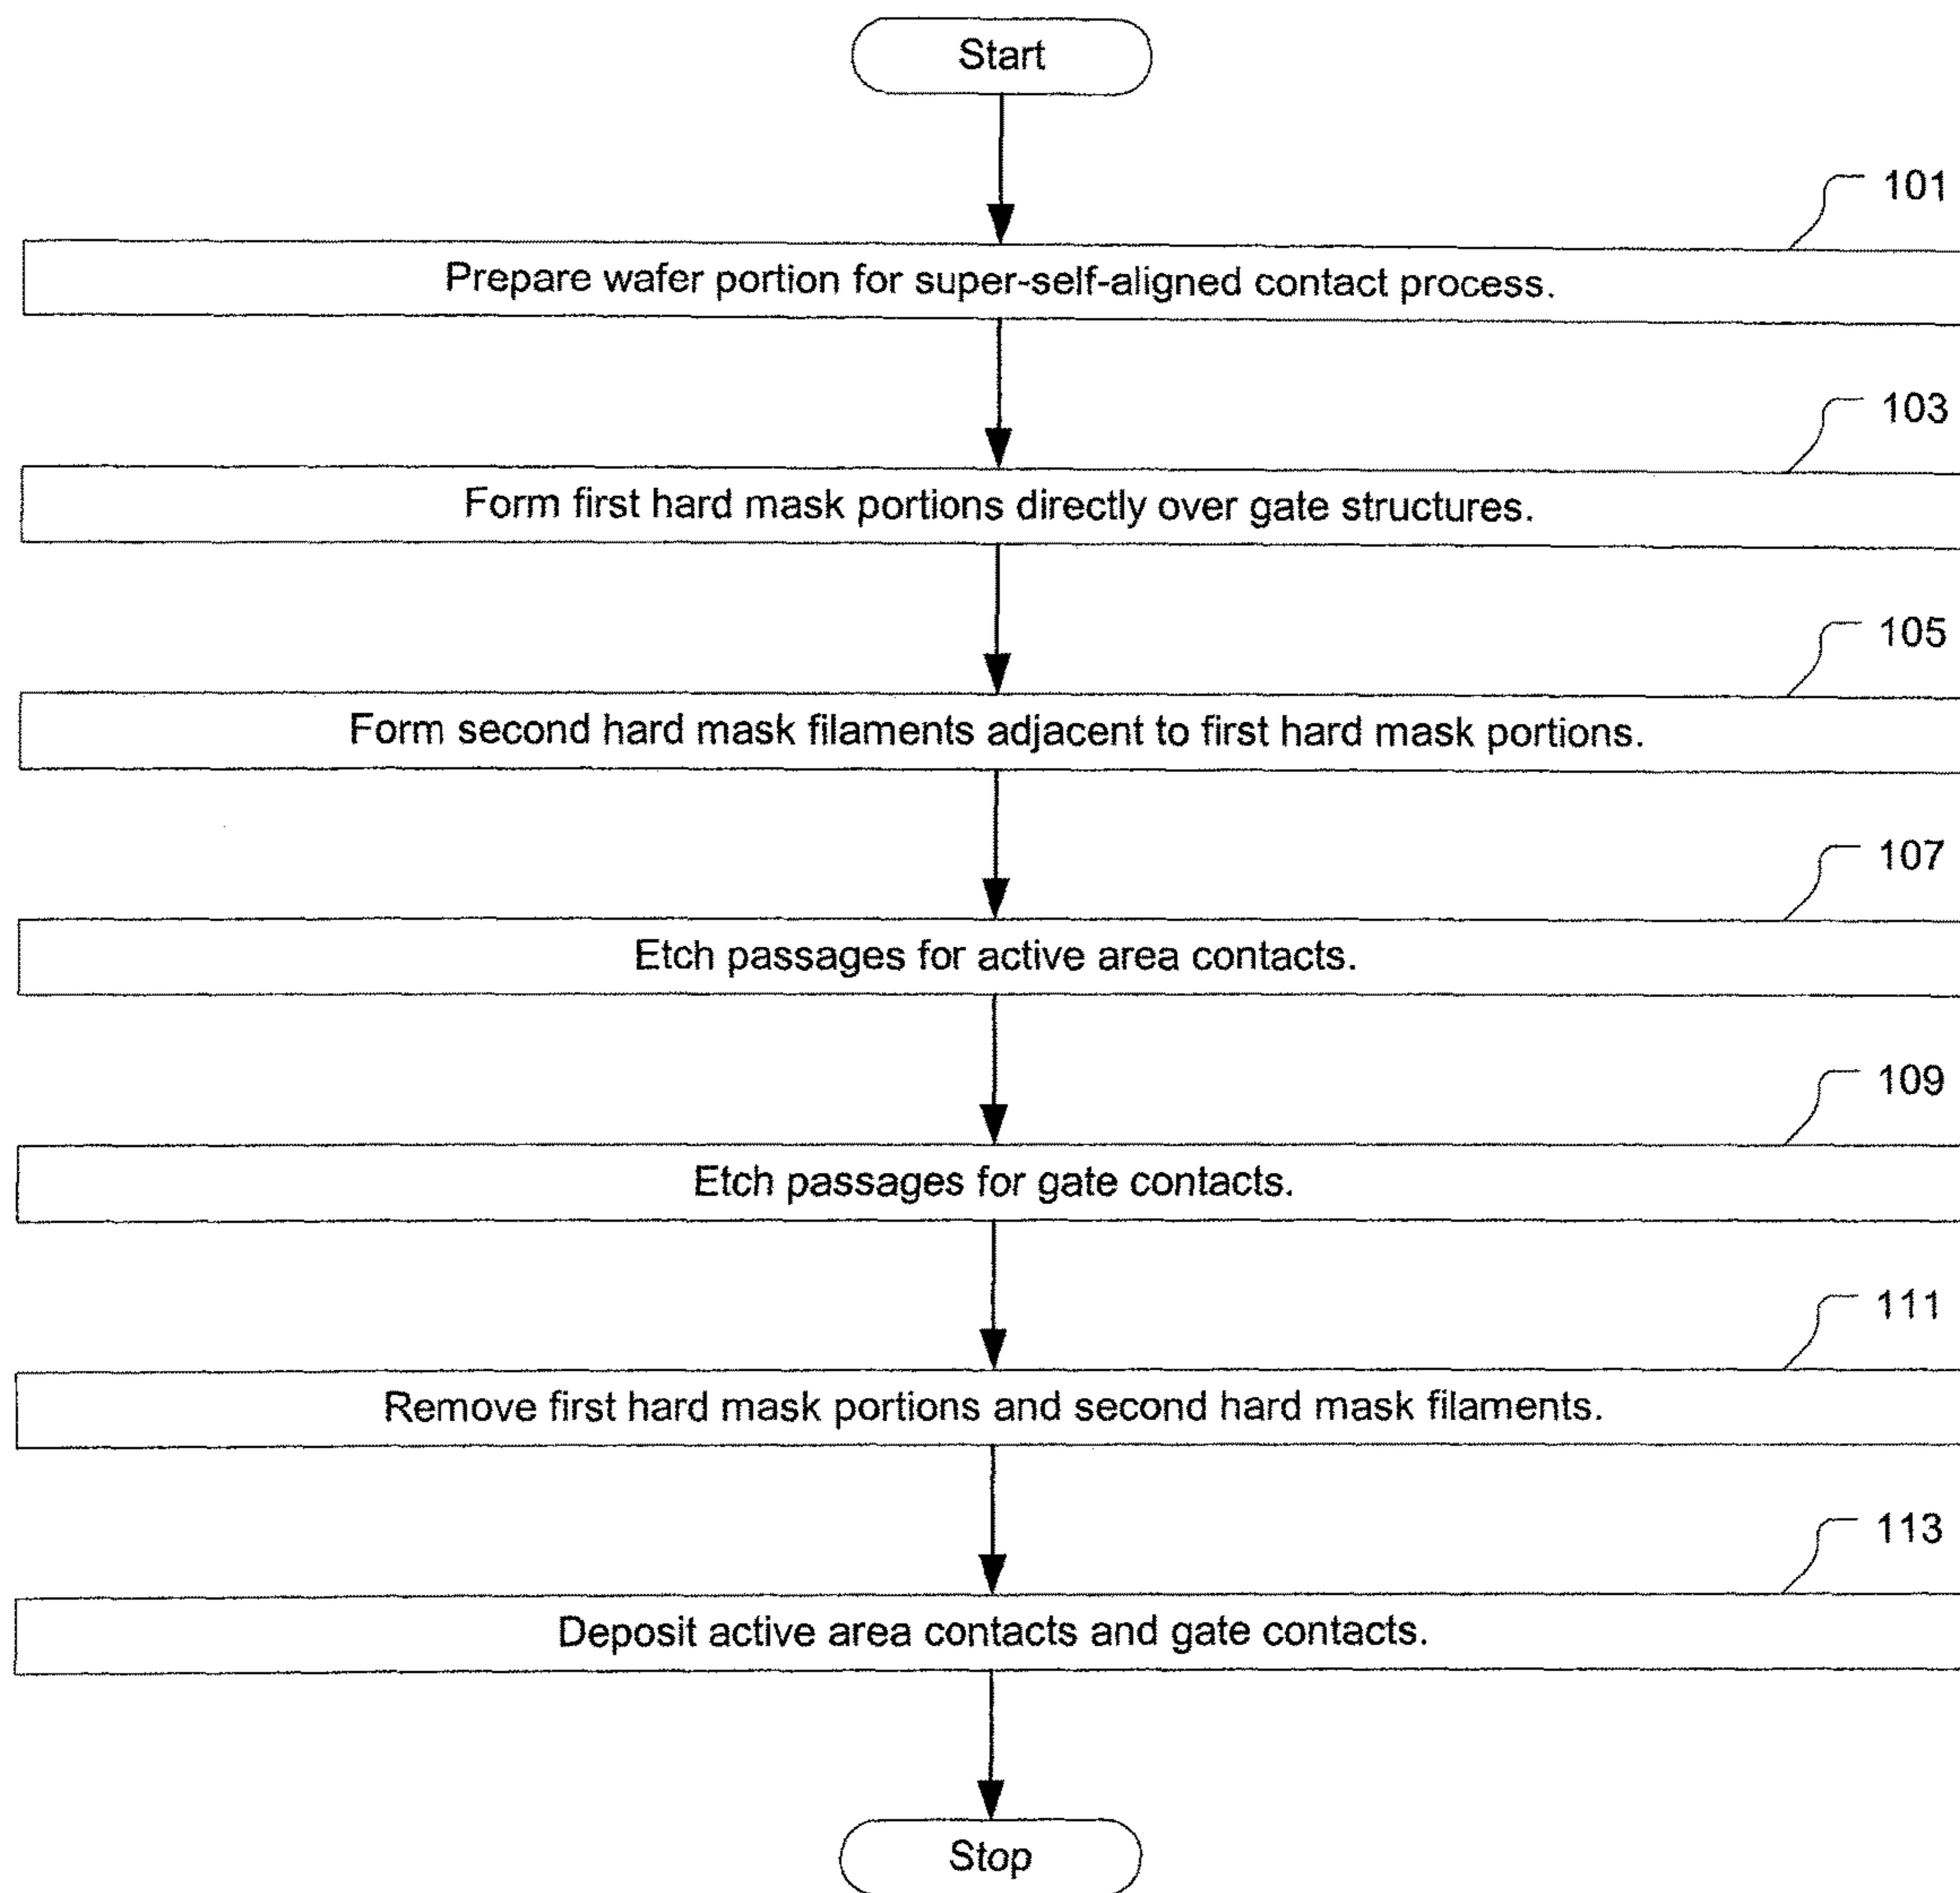 Start
101
Prepare wafer portion for super-self-aligned contact process.
103
Form first hard mask portions directly over gate structures.
105
Form second hard mask filaments adjacent to first hard mask portions.
107
Etch passages for active area contacts.
109
Etch passages for gate contacts.
111
Remove first hard mask portions and second hard mask filaments.
113
Deposit active area contacts and gate contacts.
Stop